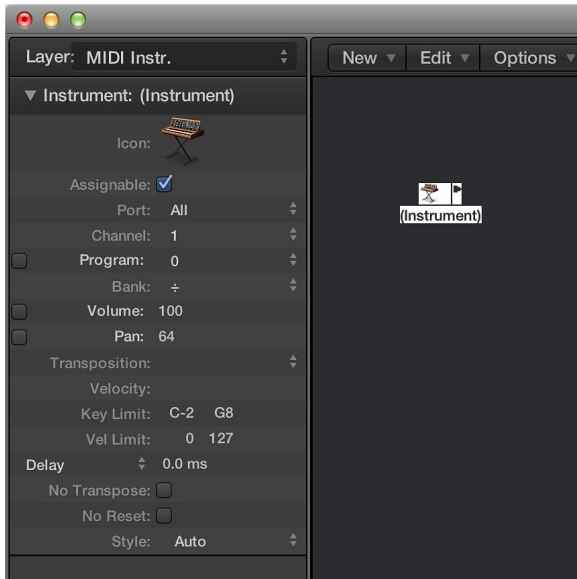 Layer: MIDI Instr.
New Edit Options
Instrument: (Instrument)
Icon:
Assignable:
Port: All
Channel: 1
Program: 0
Bank: ÷
Volume: 100
Pan: 64
Transposition:
Velocity:
Key Limit: C-2 G8
Vel Limit: 0 127
Delay 0.0 ms
No Transpose:
No Reset:
Style: Auto
(Instrument)